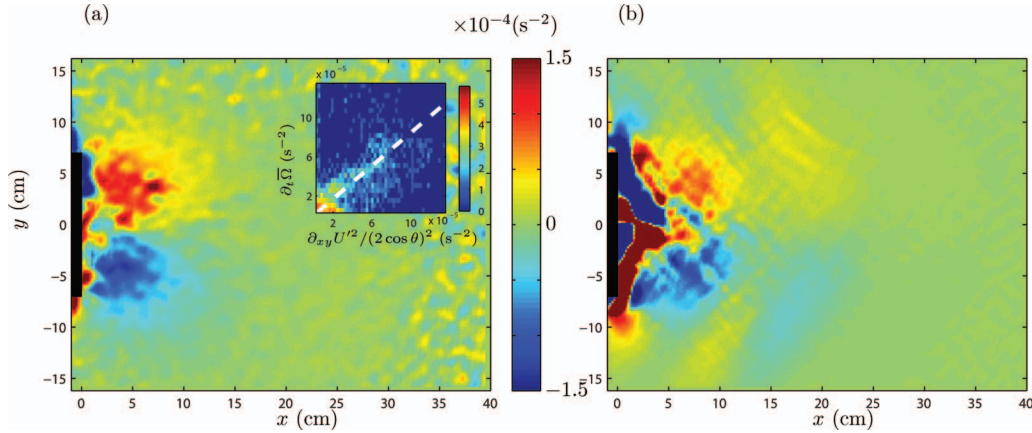 (a)
×10⁻⁴(s⁻²)
(b)
15
10
5
0
−5
−10
−15
y (cm)
0 5 10 15 20 25 30 35 40
x (cm)
x 10⁻⁵
10
6
2
∂ₜΩ̅ (s⁻²)
2 6 10
x 10⁻⁵
∂ₓᵧU′²/(2 cos θ)² (s⁻²)
5
4
3
2
1
0
1.5
0
−1.5
15
10
5
0
−5
−10
−15
0 5 10 15 20 25 30 35 40
x (cm)